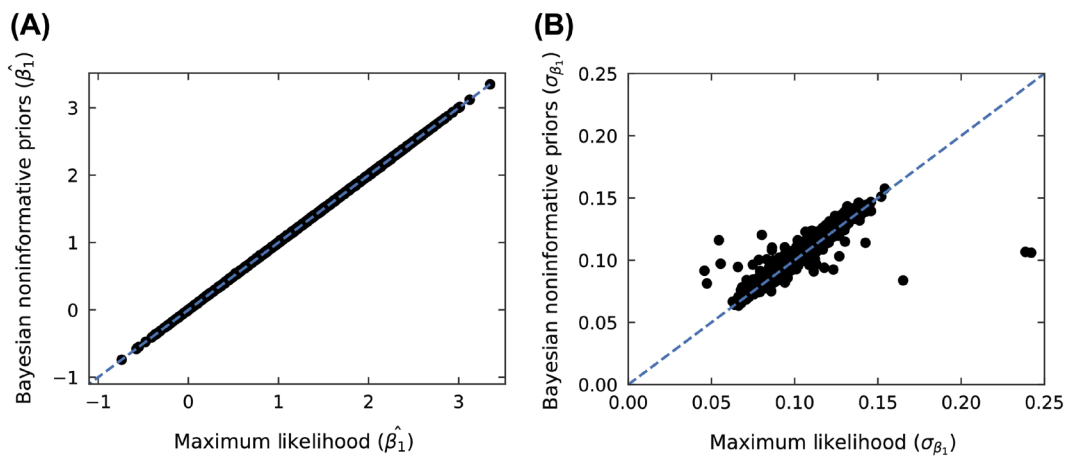 (A)
(B)
Bayesian noninformative priors (β̂₁)
3
2
1
0
−1
−1 0 1 2 3
Maximum likelihood (β̂₁)
Bayesian noninformative priors (σ_β₁)
0.25
0.20
0.15
0.10
0.05
0.00
0.00 0.05 0.10 0.15 0.20 0.25
Maximum likelihood (σ_β₁)